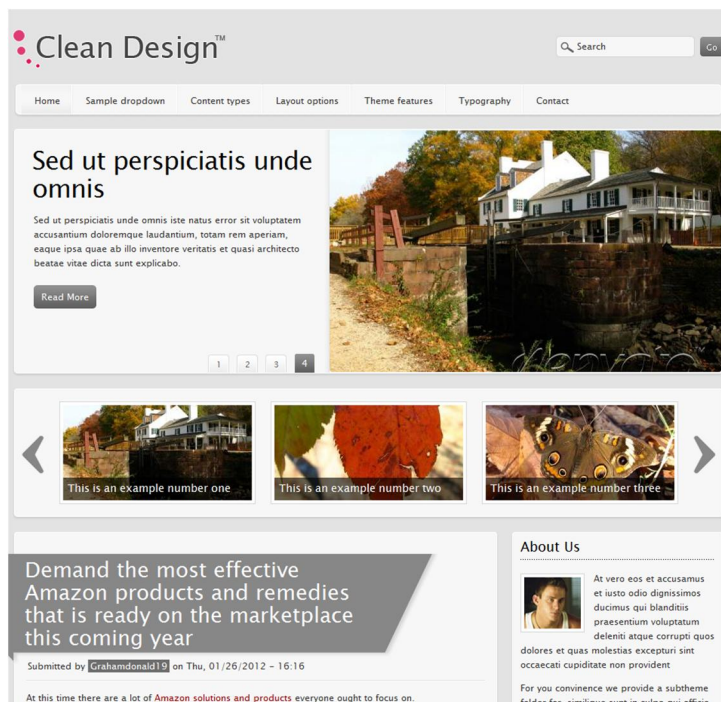 Clean Design™
Search
Go
Home Sample dropdown Content types Layout options Theme features Typography Contact
Sed ut perspiciatis unde
omnis
Sed ut perspiciatis unde omnis iste natus error sit voluptatem
accusantium doloremque laudantium, totam rem aperiam,
eaque ipsa quae ab illo inventore veritatis et quasi architecto
beatae vitae dicta sunt explicabo.
Read More
1 2 3 4
This is an example number one
This is an example number two
This is an example number three
Demand the most effective
Amazon products and remedies
that is ready on the marketplace
this coming year
Submitted by Grahamdonald19 on Thu, 01/26/2012 - 16:16
At this time there are a lot of Amazon solutions and products everyone ought to focus on.
About Us
At vero eos et accusamus
et iusto odio dignissimos
ducimus qui blanditiis
praesentium voluptatum
deleniti atque corrupti quos
dolores et quas molestias excepturi sint
occaecati cupiditate non provident
For you convinence we provide a subtheme